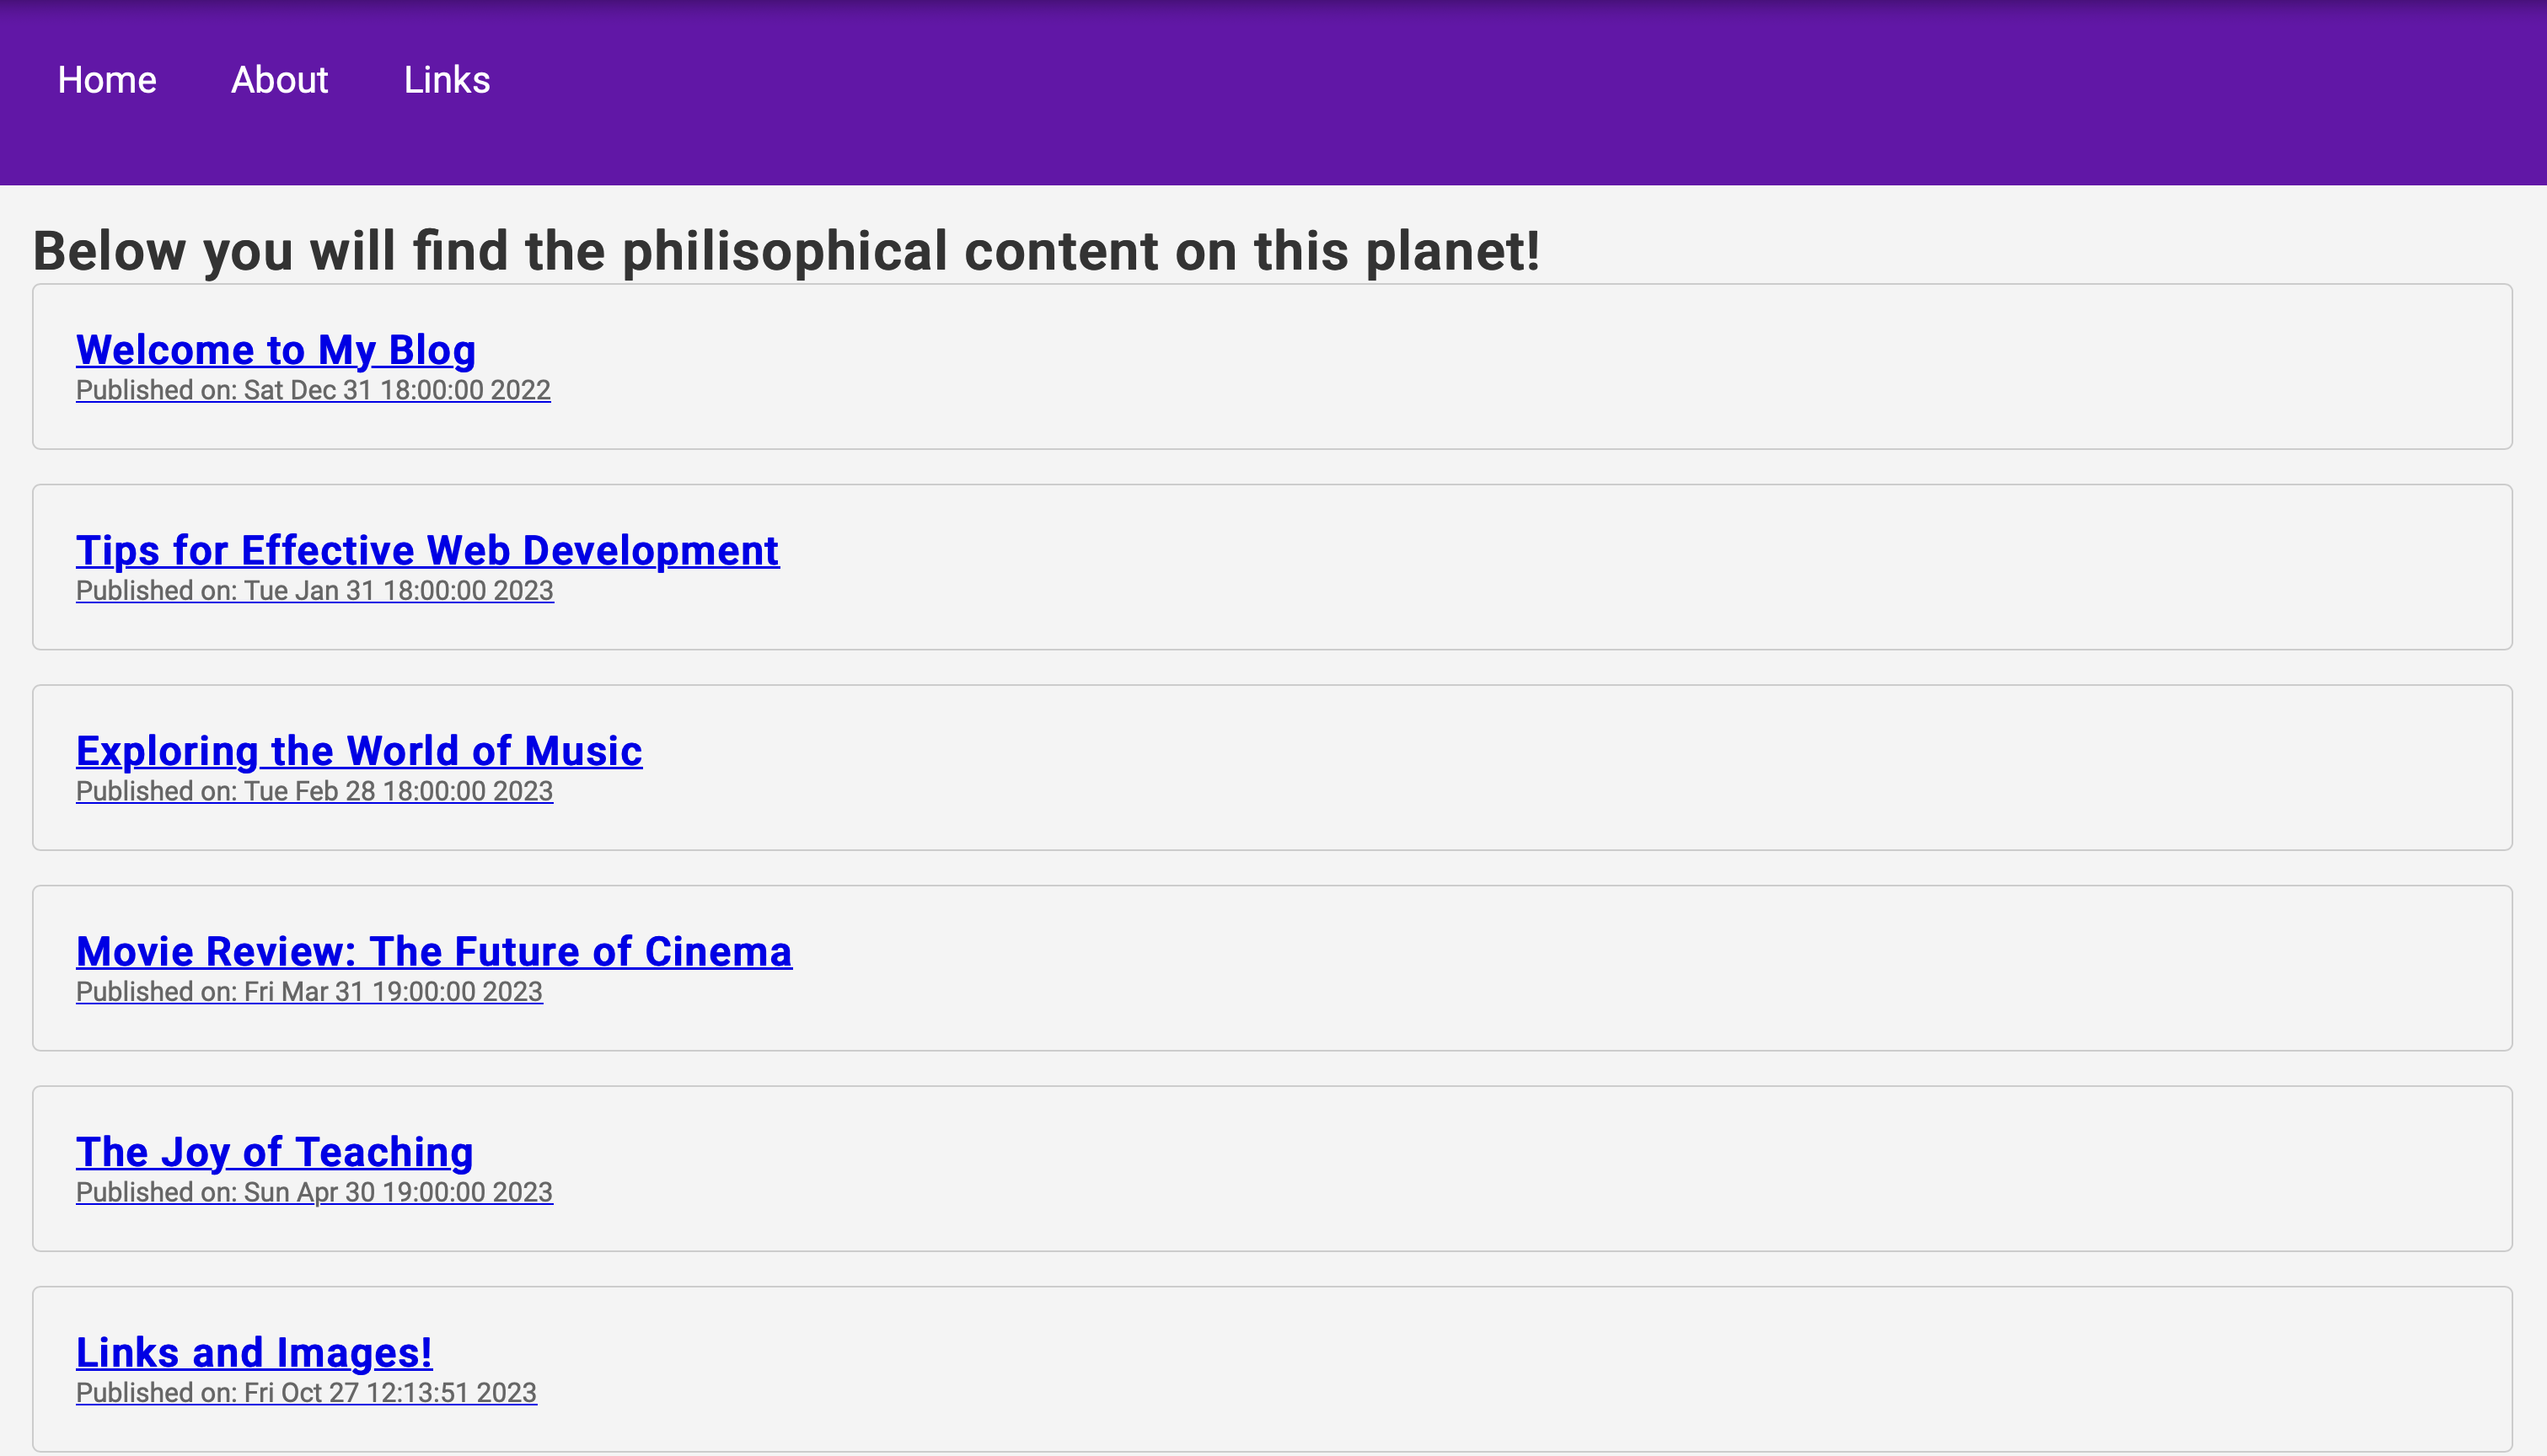 Home About Links
Below you will find the philisophical content on this planet!
Welcome to My Blog
Published on: Sat Dec 31 18:00:00 2022
Tips for Effective Web Development
Published on: Tue Jan 31 18:00:00 2023
Exploring the World of Music
Published on: Tue Feb 28 18:00:00 2023
Movie Review: The Future of Cinema
Published on: Fri Mar 31 19:00:00 2023
The Joy of Teaching
Published on: Sun Apr 30 19:00:00 2023
Links and Images!
Published on: Fri Oct 27 12:13:51 2023